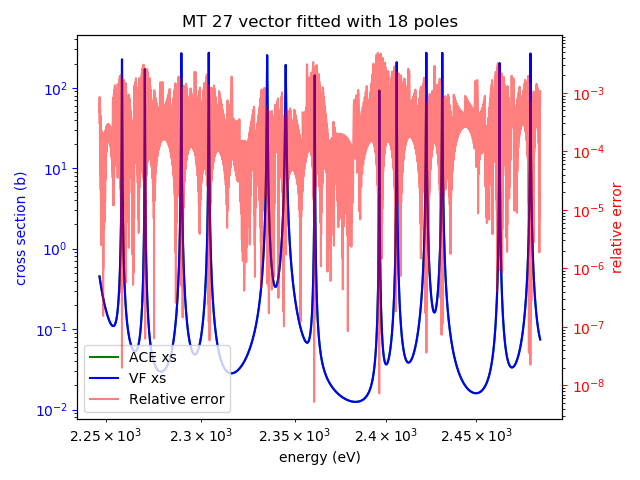 MT 27 vector fitted with 18 poles
cross section (b)
10²
10¹
10⁰
10⁻¹
10⁻²
relative error
10⁻³
10⁻⁴
10⁻⁵
10⁻⁶
10⁻⁷
10⁻⁸
ACE xs
VF xs
Relative error
2.25 × 10³ 2.3 × 10³ 2.35 × 10³ 2.4 × 10³ 2.45 × 10³
energy (eV)